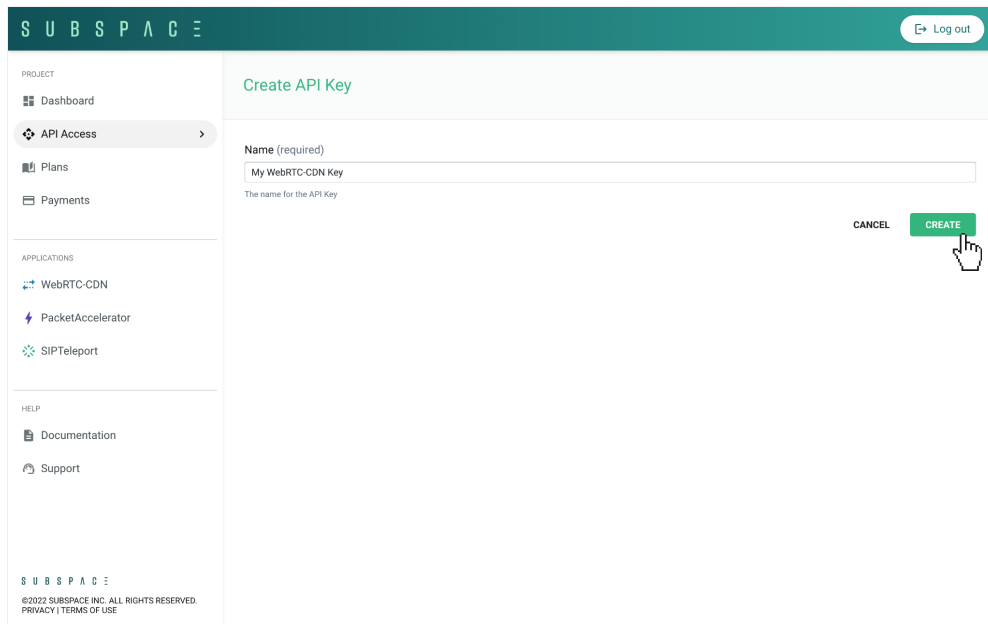 SUBSPACE
Log out
PROJECT
Dashboard
API Access
Plans
Payments
APPLICATIONS
WebRTC-CDN
PacketAccelerator
SIPTeleport
HELP
Documentation
Support
SUBSPACE
©2022 SUBSPACE INC. ALL RIGHTS RESERVED.
PRIVACY | TERMS OF USE
Create API Key
Name (required)
My WebRTC-CDN Key
The name for the API Key
CANCEL CREATE